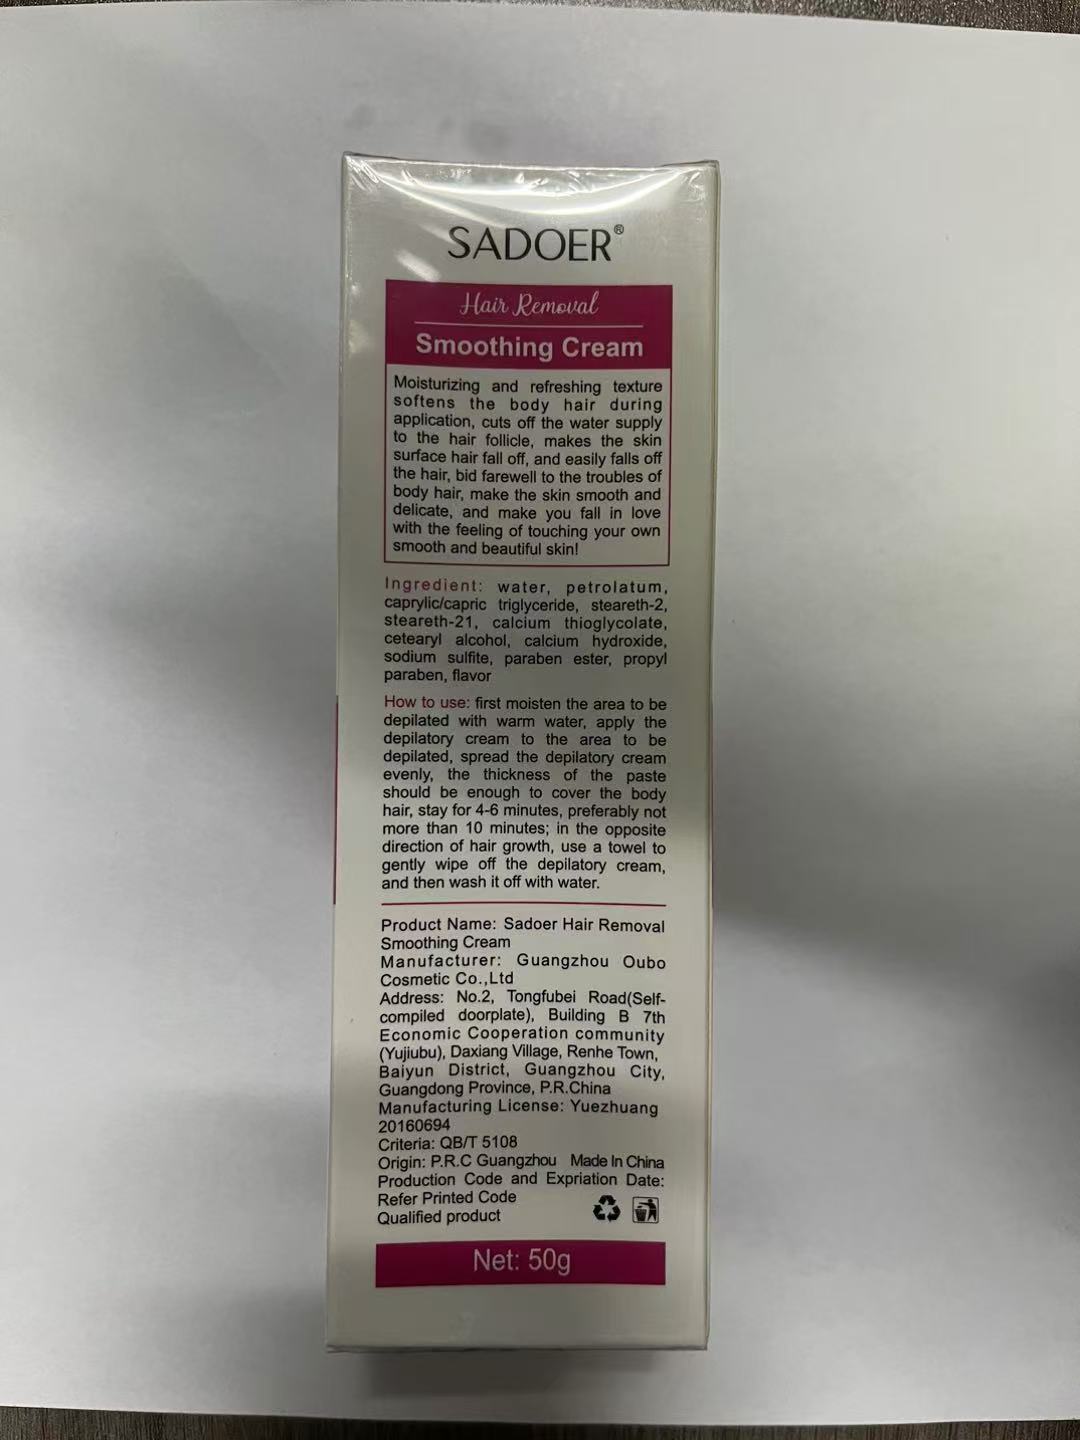 SADOER®
Hair Removal
Smoothing Cream
Moisturizing and refreshing texture
softens the body hair during
application, cuts off the water supply
to the hair follicle, makes the skin
surface hair fall off, and easily falls off
the hair, bid farewell to the troubles of
body hair, make the skin smooth and
delicate, and make you fall in love
with the feeling of touching your own
smooth and beautiful skin!
Ingredient: water, petrolatum,
caprylic/capric triglyceride, steareth-2,
steareth-21, calcium thioglycolate,
cetearyl alcohol, calcium hydroxide,
sodium sulfite, paraben ester, propyl
paraben, flavor
How to use: first moisten the area to be
depilated with warm water, apply the
depilatory cream to the area to be
depilated, spread the depilatory cream
evenly, the thickness of the paste
should be enough to cover the body
hair, stay for 4-6 minutes, preferably not
more than 10 minutes; in the opposite
direction of hair growth, use a towel to
gently wipe off the depilatory cream,
and then wash it off with water.
Product Name: Sadoer Hair Removal
Smoothing Cream
Manufacturer: Guangzhou Oubo
Cosmetic Co.,Ltd
Address: No.2, Tongfubei Road(Self-
compiled doorplate), Building B 7th
Economic Cooperation community
(Yujiubu), Daxiang Village, Renhe Town,
Baiyun District, Guangzhou City,
Guangdong Province, P.R.China
Manufacturing License: Yuezhuang
20160694
Criteria: QB/T 5108
Origin: P.R.C Guangzhou Made In China
Production Code and Expriation Date:
Refer Printed Code
Qualified product
Net: 50g